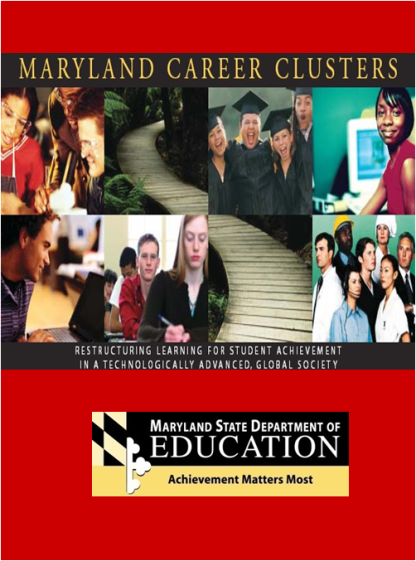 MARYLAND CAREER CLUSTERS
RESTRUCTURING LEARNING FOR STUDENT ACHIEVEMENT
IN A TECHNOLOGICALLY ADVANCED, GLOBAL SOCIETY
MARYLAND STATE DEPARTMENT OF
EDUCATION
Achievement Matters Most